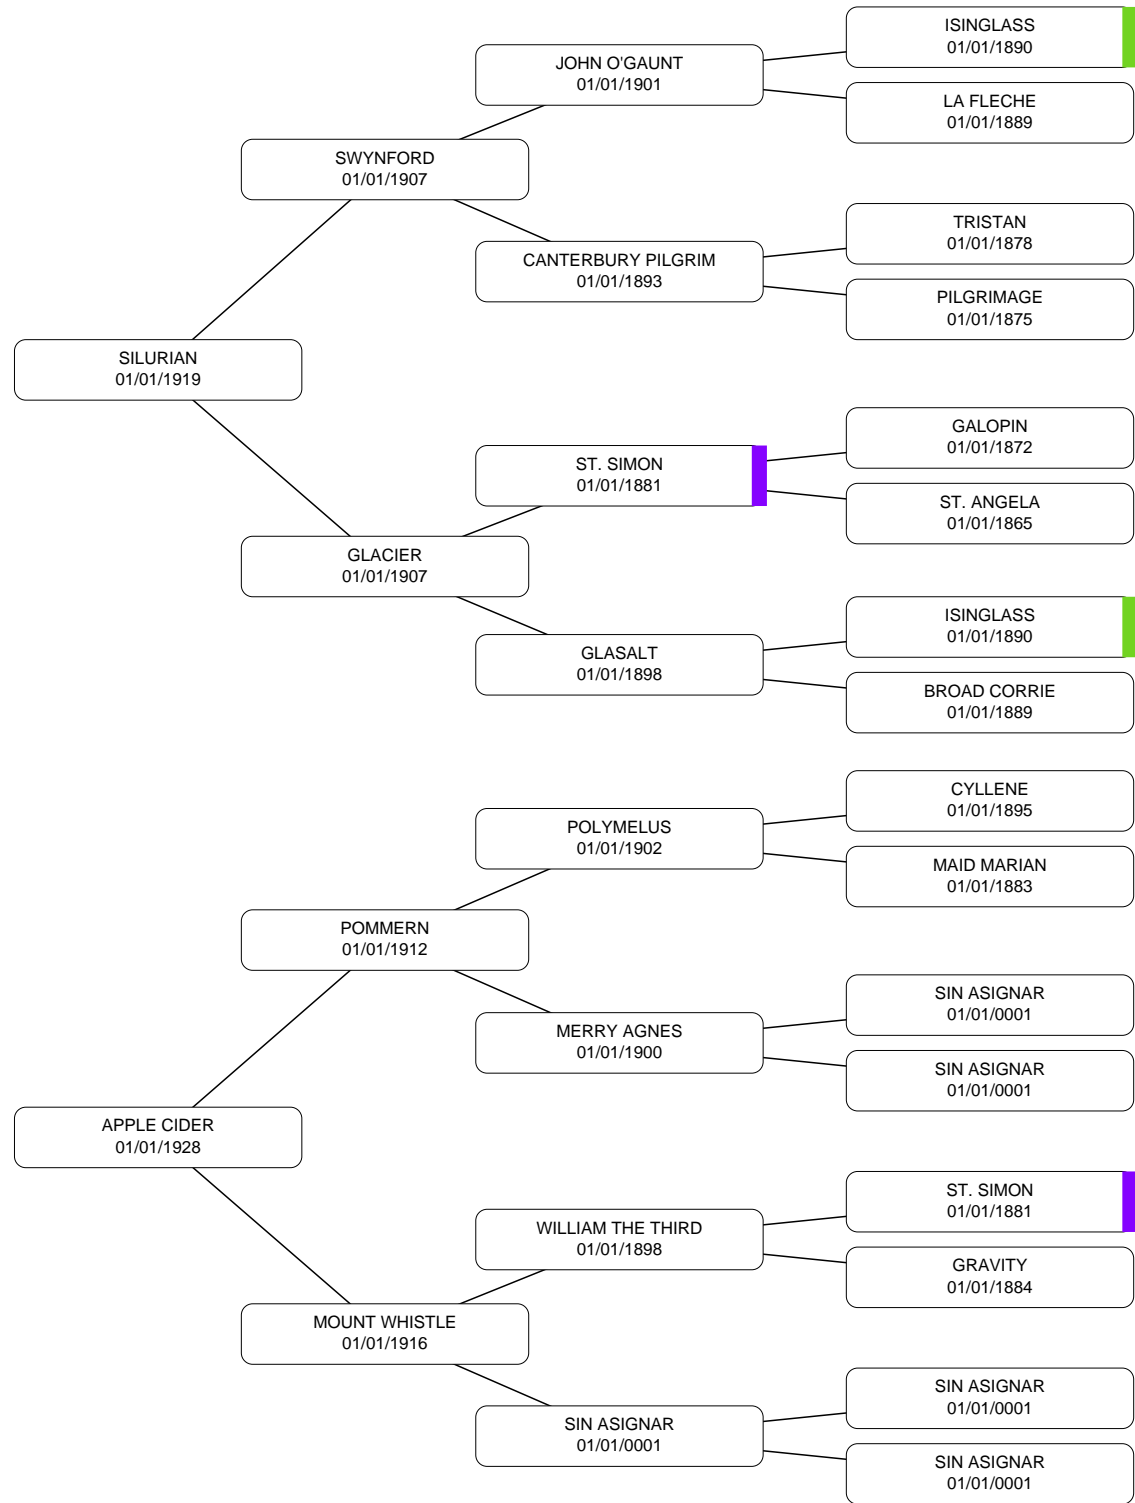 ISINGLASS
01/01/1890
JOHN O'GAUNT
01/01/1901
LA FLECHE
01/01/1889
SWYNFORD
01/01/1907
TRISTAN
01/01/1878
CANTERBURY PILGRIM
01/01/1893
PILGRIMAGE
01/01/1875
SILURIAN
01/01/1919
GALOPIN
01/01/1872
ST. SIMON
01/01/1881
ST. ANGELA
01/01/1865
GLACIER
01/01/1907
ISINGLASS
01/01/1890
GLASALT
01/01/1898
BROAD CORRIE
01/01/1889
CYLLENE
01/01/1895
POLYMELUS
01/01/1902
MAID MARIAN
01/01/1883
POMMERN
01/01/1912
SIN ASIGNAR
01/01/0001
MERRY AGNES
01/01/1900
SIN ASIGNAR
01/01/0001
APPLE CIDER
01/01/1928
ST. SIMON
01/01/1881
WILLIAM THE THIRD
01/01/1898
GRAVITY
01/01/1884
MOUNT WHISTLE
01/01/1916
SIN ASIGNAR
01/01/0001
SIN ASIGNAR
01/01/0001
SIN ASIGNAR
01/01/0001